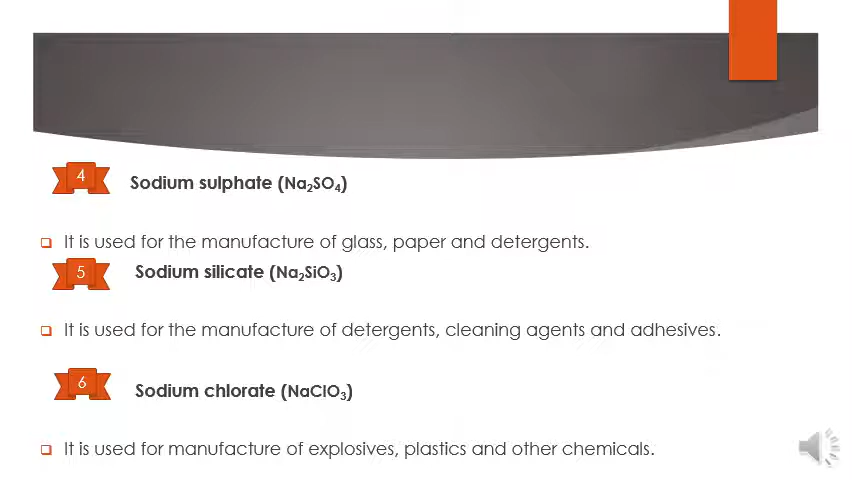 4
Sodium sulphate (Na₂SO₄)
It is used for the manufacture of glass, paper and detergents.
5
Sodium silicate (Na₂SiO₃)
It is used for the manufacture of detergents, cleaning agents and adhesives.
6
Sodium chlorate (NaClO₃)
It is used for manufacture of explosives, plastics and other chemicals.